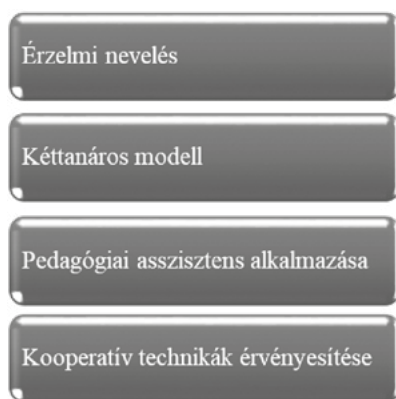 Érzelmi nevelés
Kéttanáros modell
Pedagógiai asszisztens alkalmazása
Kooperatív technikák érvényesítése